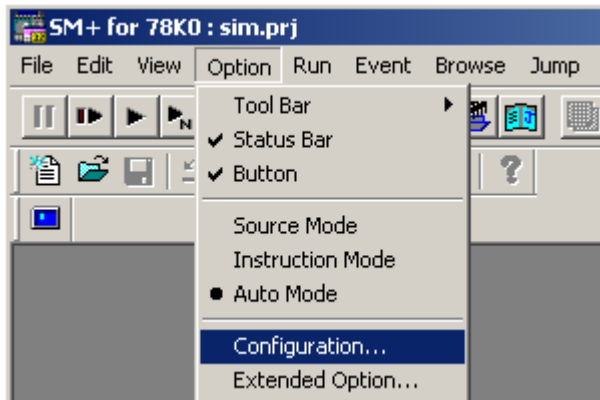 SM+ for 78K0 : sim.prj
File Edit View Option Run Event Browse Jump
Tool Bar
Status Bar
Button
Source Mode
Instruction Mode
Auto Mode
Configuration...
Extended Option...